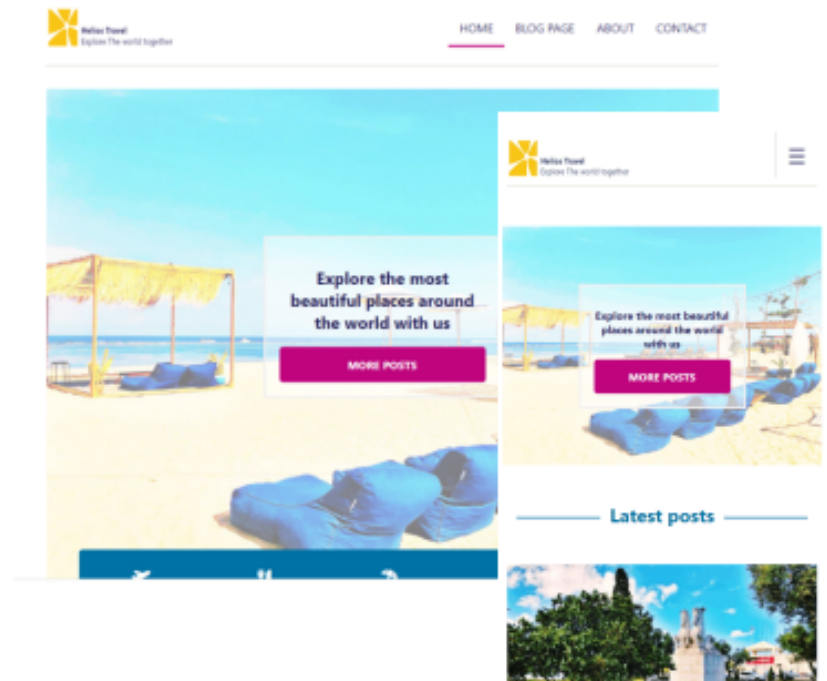 Helios Travel
Explore The world together
HOME BLOG PAGE ABOUT CONTACT
Explore the most
beautiful places around
the world with us
MORE POSTS
Helios Travel
Explore The world together
Explore the most beautiful
places around the world
with us
MORE POSTS
Latest posts